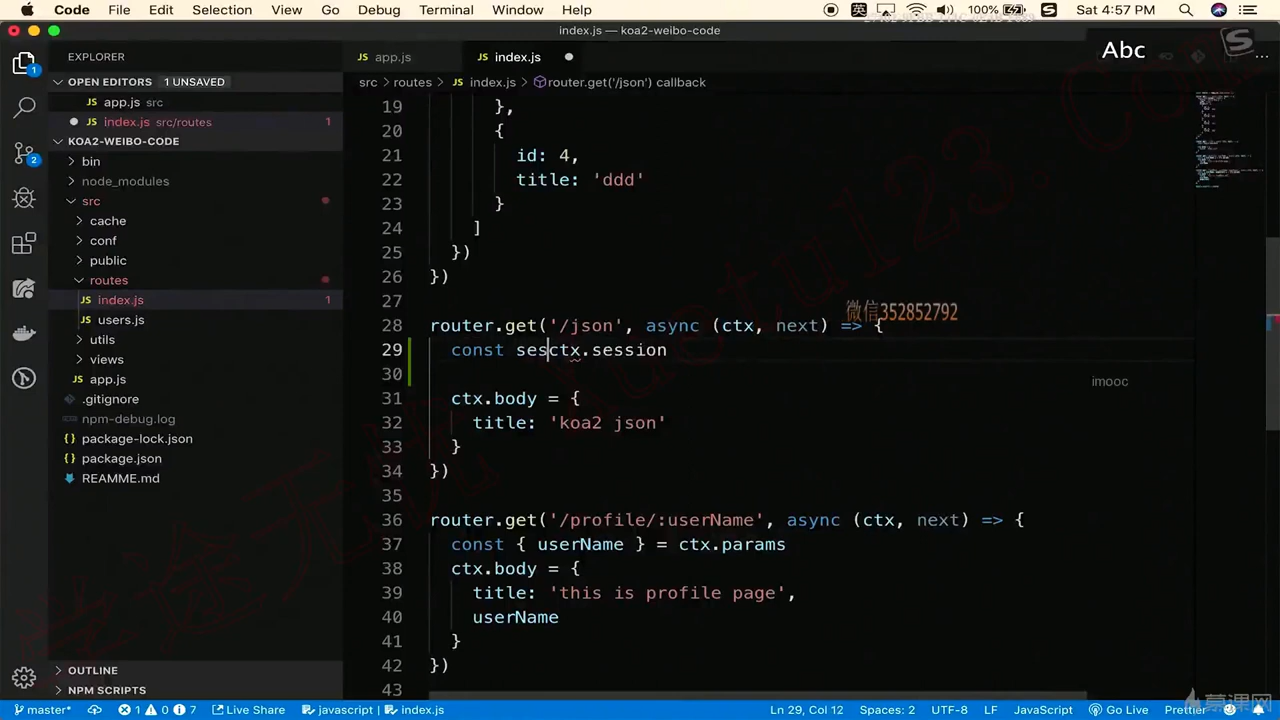 Code File Edit Selection View Go Debug Terminal Window Help 英 100% Sat 4:57 PM
index.js — koa2-weibo-code
EXPLORER
app.js
index.js
Abc
OPEN EDITORS 1 UNSAVED
src > routes > index.js > router.get('/json') callback
app.js src
index.js src/routes 1
KOA2-WEIBO-CODE
bin
node_modules
src
cache
conf
public
routes
index.js 1
users.js
utils
views
app.js
.gitignore
npm-debug.log
package-lock.json
package.json
REAMME.md
OUTLINE
NPM SCRIPTS
1
2
19 },
20 {
21 id: 4,
22 title: 'ddd'
23 }
24 ]
25 })
26 })
27
28 router.get('/json', async (ctx, next) => {
29 const sesctx.session
30
31 ctx.body = {
32 title: 'koa2 json'
33 }
34 })
35
36 router.get('/profile/:userName', async (ctx, next) => {
37 const { userName } = ctx.params
38 ctx.body = {
39 title: 'this is profile page',
40 userName
41 }
42 })
43
微信352852792
imooc
慕课网
master* 1 0 7 Live Share javascript index.js Ln 29, Col 12 Spaces: 2 UTF-8 LF JavaScript Go Live Prettier